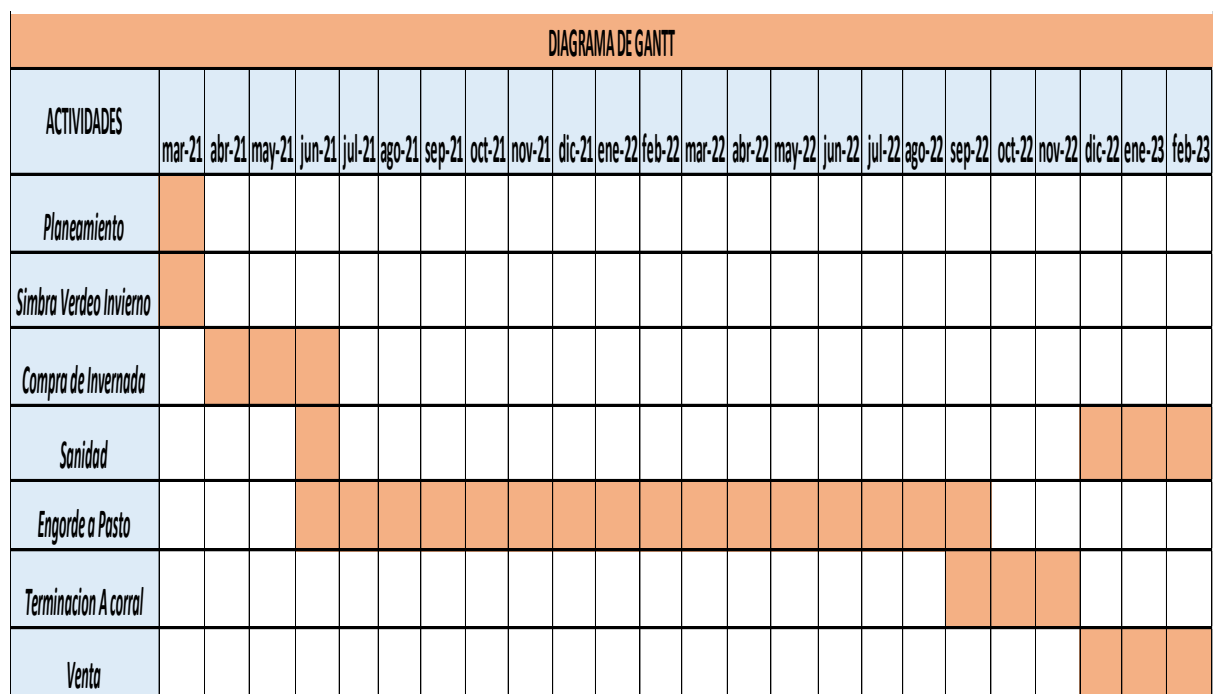 DIAGRAMA DE GANTT
ACTIVIDADES
mar-21 abr-21 may-21 jun-21 jul-21 ago-21 sep-21 oct-21 nov-21 dic-21 ene-22 feb-22 mar-22 abr-22 may-22 jun-22 jul-22 ago-22 sep-22 oct-22 nov-22 dic-22 ene-23 feb-23
Planeamiento
Simbra Verdeo Invierno
Compra de Invernada
Sanidad
Engorde a Pasto
Terminacion A corral
Venta